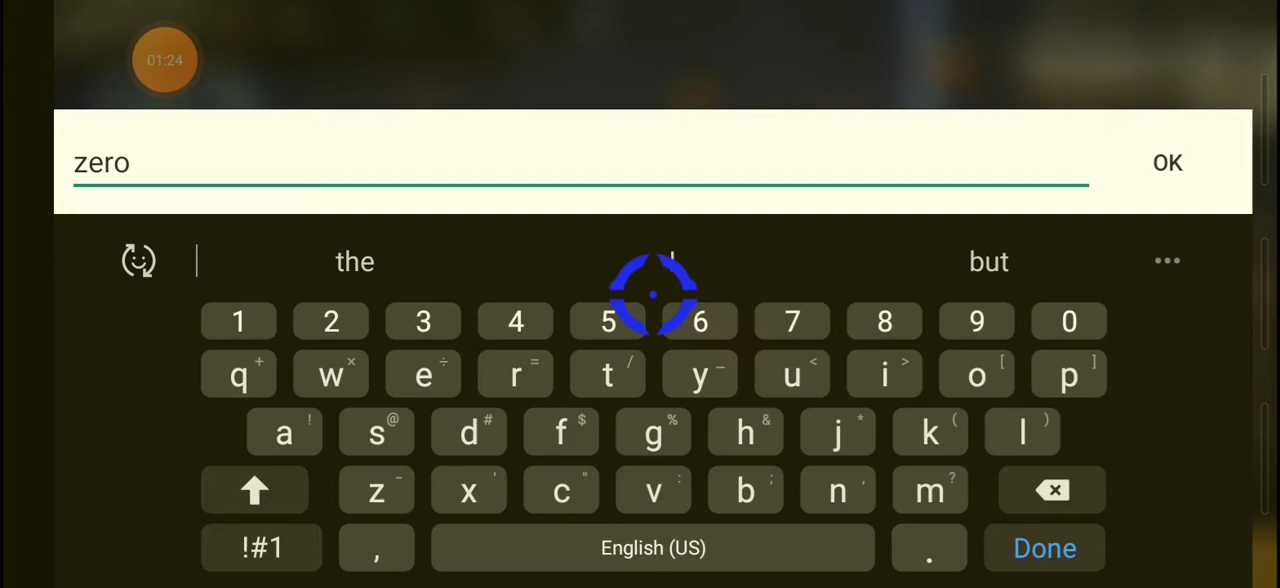 01:24
zero
OK
the
but
1 2 3 4 5 6 7 8 9 0
q + w × e ÷ r = t / y _ u < i > o [ p ]
a ! s @ d # f $ g % h & j * k ( l )
z - x ' c " v : b ; n , m ?
!#1 , English (US) . Done